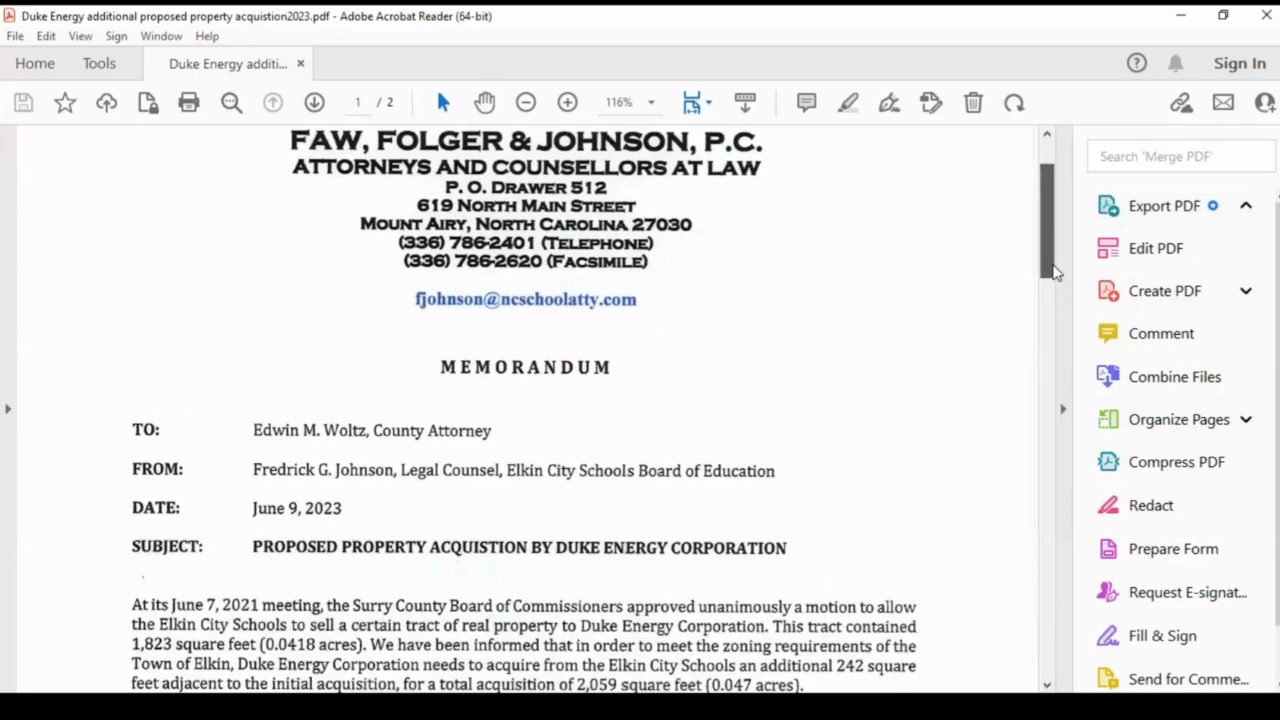 Duke Energy additional proposed property acquistion2023.pdf - Adobe Acrobat Reader (64-bit)
File Edit View Sign Window Help
Home Tools Duke Energy additi... × Sign In
1 / 2 116%
FAW, FOLGER & JOHNSON, P.C.
ATTORNEYS AND COUNSELLORS AT LAW
P. O. DRAWER 512
619 NORTH MAIN STREET
MOUNT AIRY, NORTH CAROLINA 27030
(336) 786-2401 (TELEPHONE)
(336) 786-2620 (FACSIMILE)
fjohnson@ncschoolatty.com
MEMORANDUM
TO: Edwin M. Woltz, County Attorney
FROM: Fredrick G. Johnson, Legal Counsel, Elkin City Schools Board of Education
DATE: June 9, 2023
SUBJECT: PROPOSED PROPERTY ACQUISTION BY DUKE ENERGY CORPORATION
At its June 7, 2021 meeting, the Surry County Board of Commissioners approved unanimously a motion to allow
the Elkin City Schools to sell a certain tract of real property to Duke Energy Corporation. This tract contained
1,823 square feet (0.0418 acres). We have been informed that in order to meet the zoning requirements of the
Town of Elkin, Duke Energy Corporation needs to acquire from the Elkin City Schools an additional 242 square
feet adjacent to the initial acquisition, for a total acquisition of 2,059 square feet (0.047 acres).
Search 'Merge PDF'
Export PDF
Edit PDF
Create PDF
Comment
Combine Files
Organize Pages
Compress PDF
Redact
Prepare Form
Request E-signat...
Fill & Sign
Send for Comme...